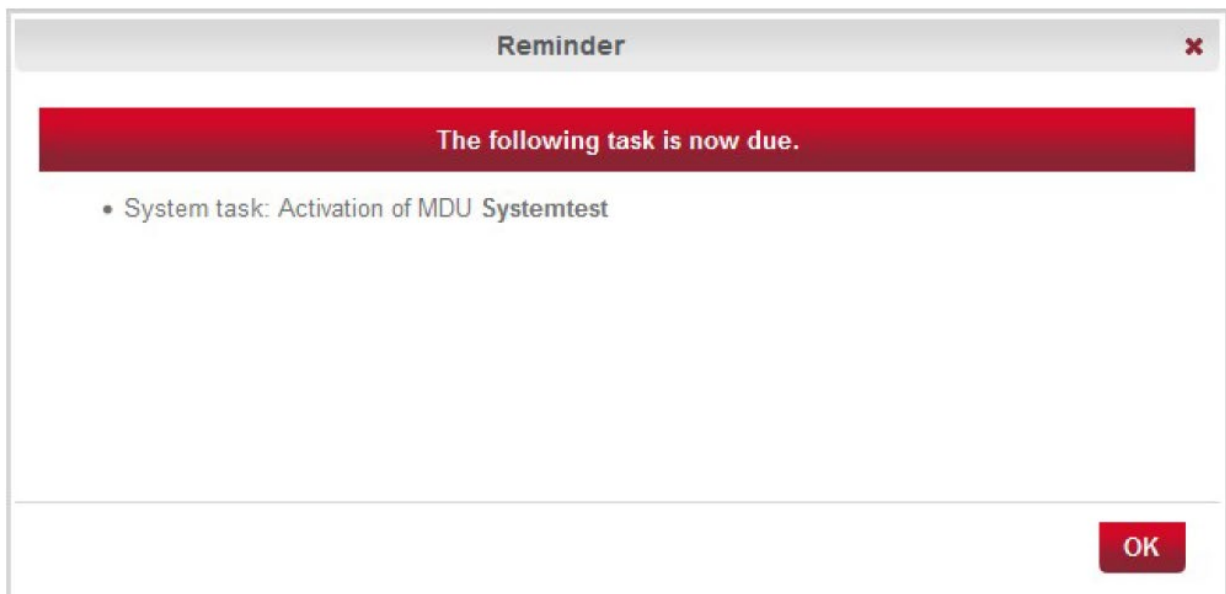 Reminder
The following task is now due.
• System task: Activation of MDU Systemtest
OK